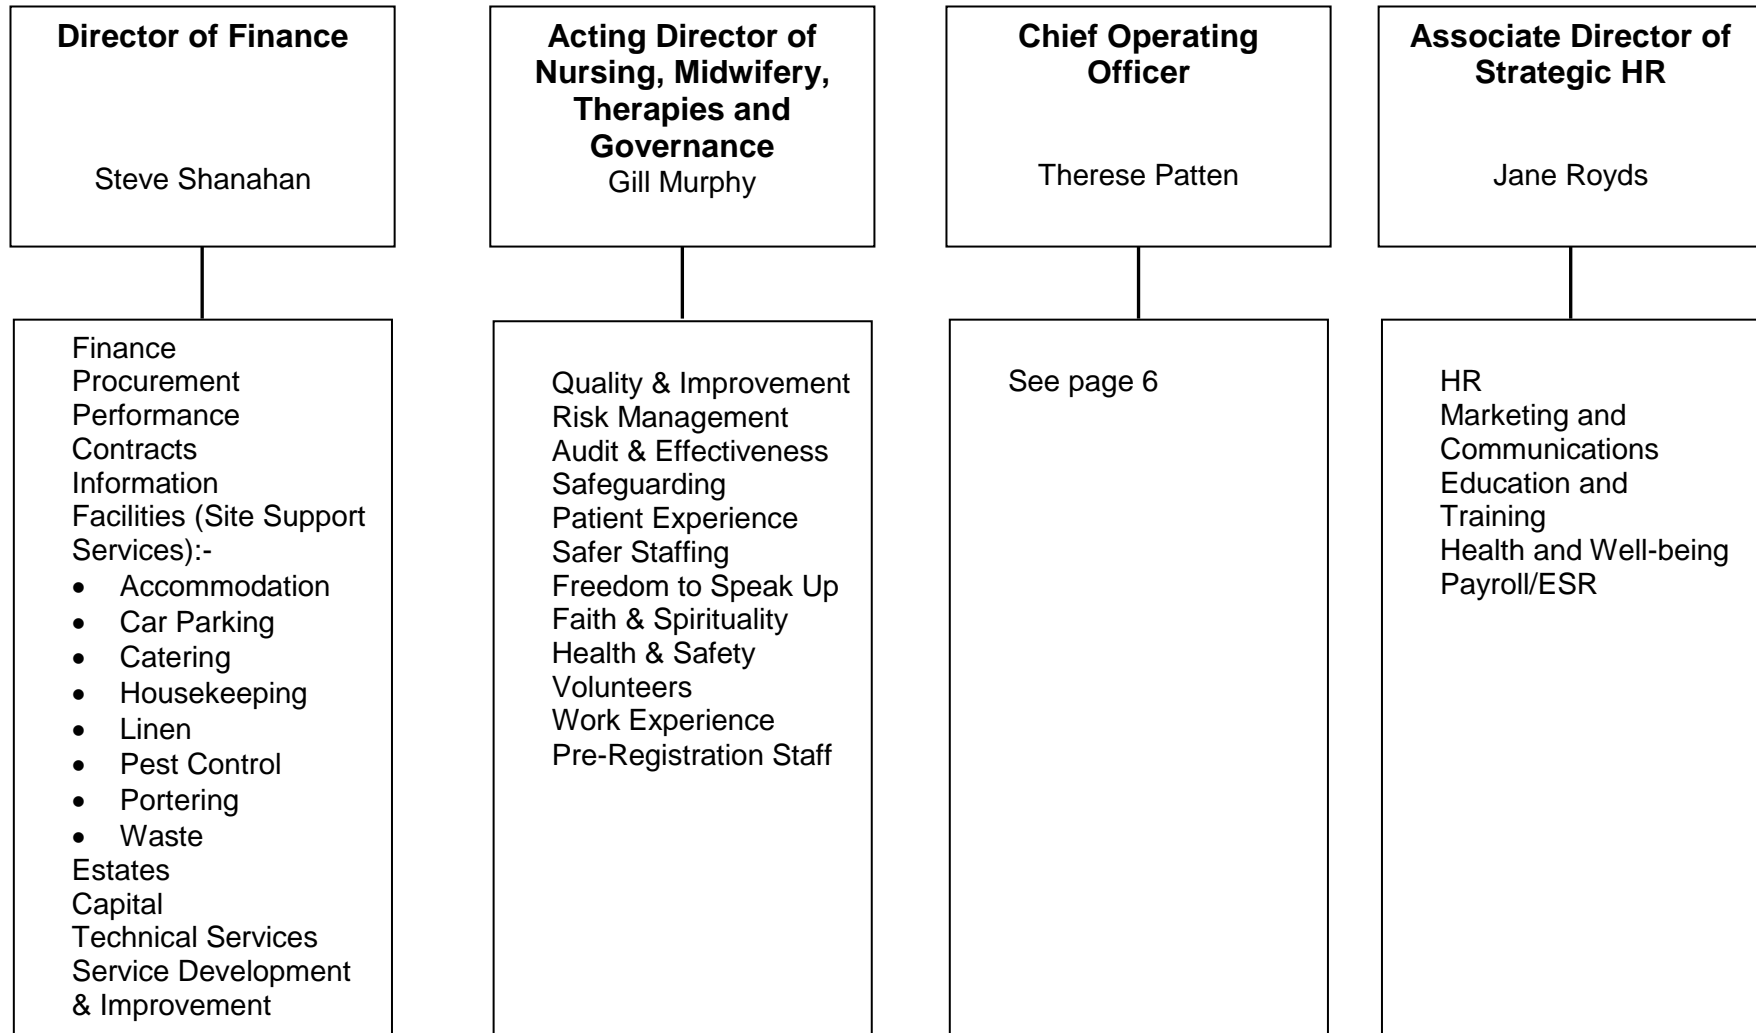 Director of Finance
Steve Shanahan
Acting Director of
Nursing, Midwifery,
Therapies and
Governance
Gill Murphy
Chief Operating
Officer
Therese Patten
Associate Director of
Strategic HR
Jane Royds
Finance
Procurement
Performance
Contracts
Information
Facilities (Site Support
Services):-
• Accommodation
• Car Parking
• Catering
• Housekeeping
• Linen
• Pest Control
• Portering
• Waste
Estates
Capital
Technical Services
Service Development
& Improvement
Quality & Improvement
Risk Management
Audit & Effectiveness
Safeguarding
Patient Experience
Safer Staffing
Freedom to Speak Up
Faith & Spirituality
Health & Safety
Volunteers
Work Experience
Pre-Registration Staff
See page 6
HR
Marketing and
Communications
Education and
Training
Health and Well-being
Payroll/ESR